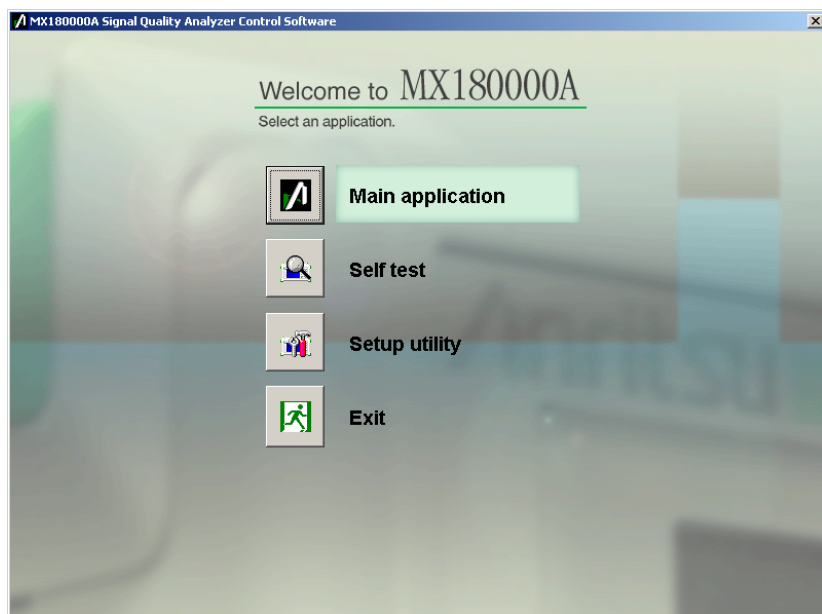 MX180000A Signal Quality Analyzer Control Software
Welcome to MX180000A
Select an application.
Main application
Self test
Setup utility
Exit
Anritsu